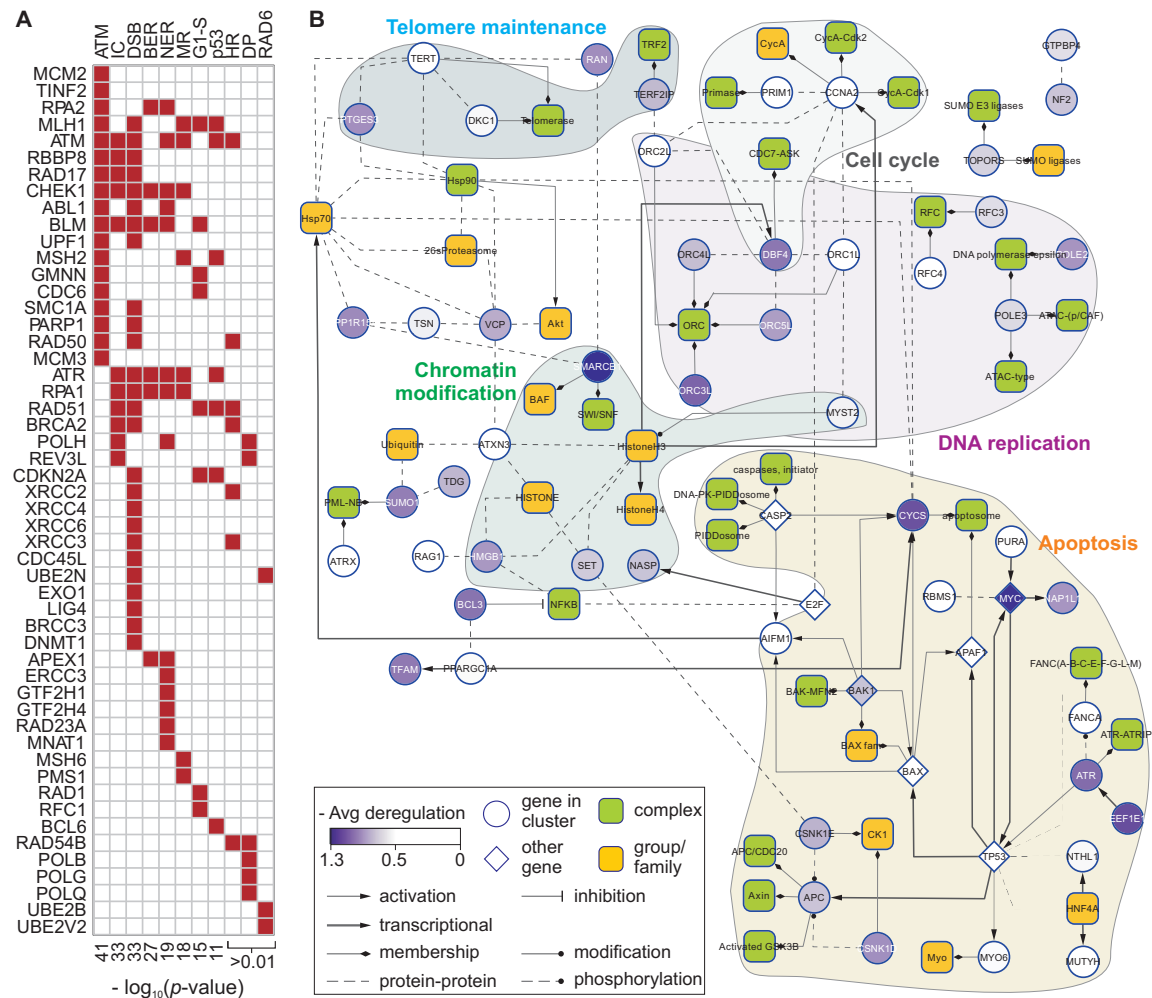 A
ATM
IC
DSB
BER
NER
MR
G1-S
p53
HR
DP
RAD6
MCM2
TINF2
RPA2
MLH1
ATM
RBBP8
RAD17
CHEK1
ABL1
BLM
UPF1
MSH2
GMNN
CDC6
SMC1A
PARP1
RAD50
MCM3
ATR
RPA1
RAD51
BRCA2
POLH
REV3L
CDKN2A
XRCC2
XRCC4
XRCC6
XRCC3
CDC45L
UBE2N
EXO1
LIG4
BRCC3
DNMT1
APEX1
ERCC3
GTF2H1
GTF2H4
RAD23A
MNAT1
MSH6
PMS1
RAD1
RFC1
BCL6
RAD54B
POLB
POLG
POLQ
UBE2B
UBE2V2
41
33
33
27
19
18
15
11
>0.01
- log10(p-value)
B
Telomere maintenance
TERT
RAN
TRF2
TERF2IP
PTGES3
DKC1
Telomerase
CycA
CycA-Cdk2
Primase
PRIM1
CCNA2
CycA-Cdk1
GTPBP4
NF2
SUMO E3 ligases
TOPORS
SUMO ligases
ORC2L
CDC7-ASK
Cell cycle
Hsp90
Hsp70
26sProteasome
RFC
RFC3
RFC4
ORC4L
DBF4
ORC1L
DNA polymerase epsilon
POLE2
PP1R15
TSN
VCP
Akt
ORC
ORC5L
POLE3
ATAC-(p/CAF)
ATAC-type
Chromatin
modification
SMARCB
BAF
SWI/SNF
ORC3L
MYST2
DNA replication
Ubiquitin
ATXN3
HistoneH3
TDG
PML-NB
SUMO1
HISTONE
HistoneH4
caspases, initiator
DNA-PK-PIDDosome
CASP2
PIDDosome
CYCS
apoptosome
PURA
Apoptosis
ATRX
RAG1
HMGB1
SET
NASP
BCL3
NFKB
E2F
RBMS1
MYC
NAP1L1
AIFM1
APAF1
TFAM
PPARGC1A
BAK-MFN2
BAK1
FANC(A-B-C-E-F-G-L-M)
FANCA
ATR-ATRIP
BAX fam
BAX
ATR
EEF1E1
CSNK1E
CK1
APC/CDC20
TP53
NTHL1
Axin
APC
HNF4A
Activated GSK3B
CSNK1D
Myo
MYO6
MUTYH
- Avg deregulation
1.3
0.5
0
gene in
cluster
complex
other
gene
group/
family
activation
inhibition
transcriptional
membership
modification
protein-protein
phosphorylation